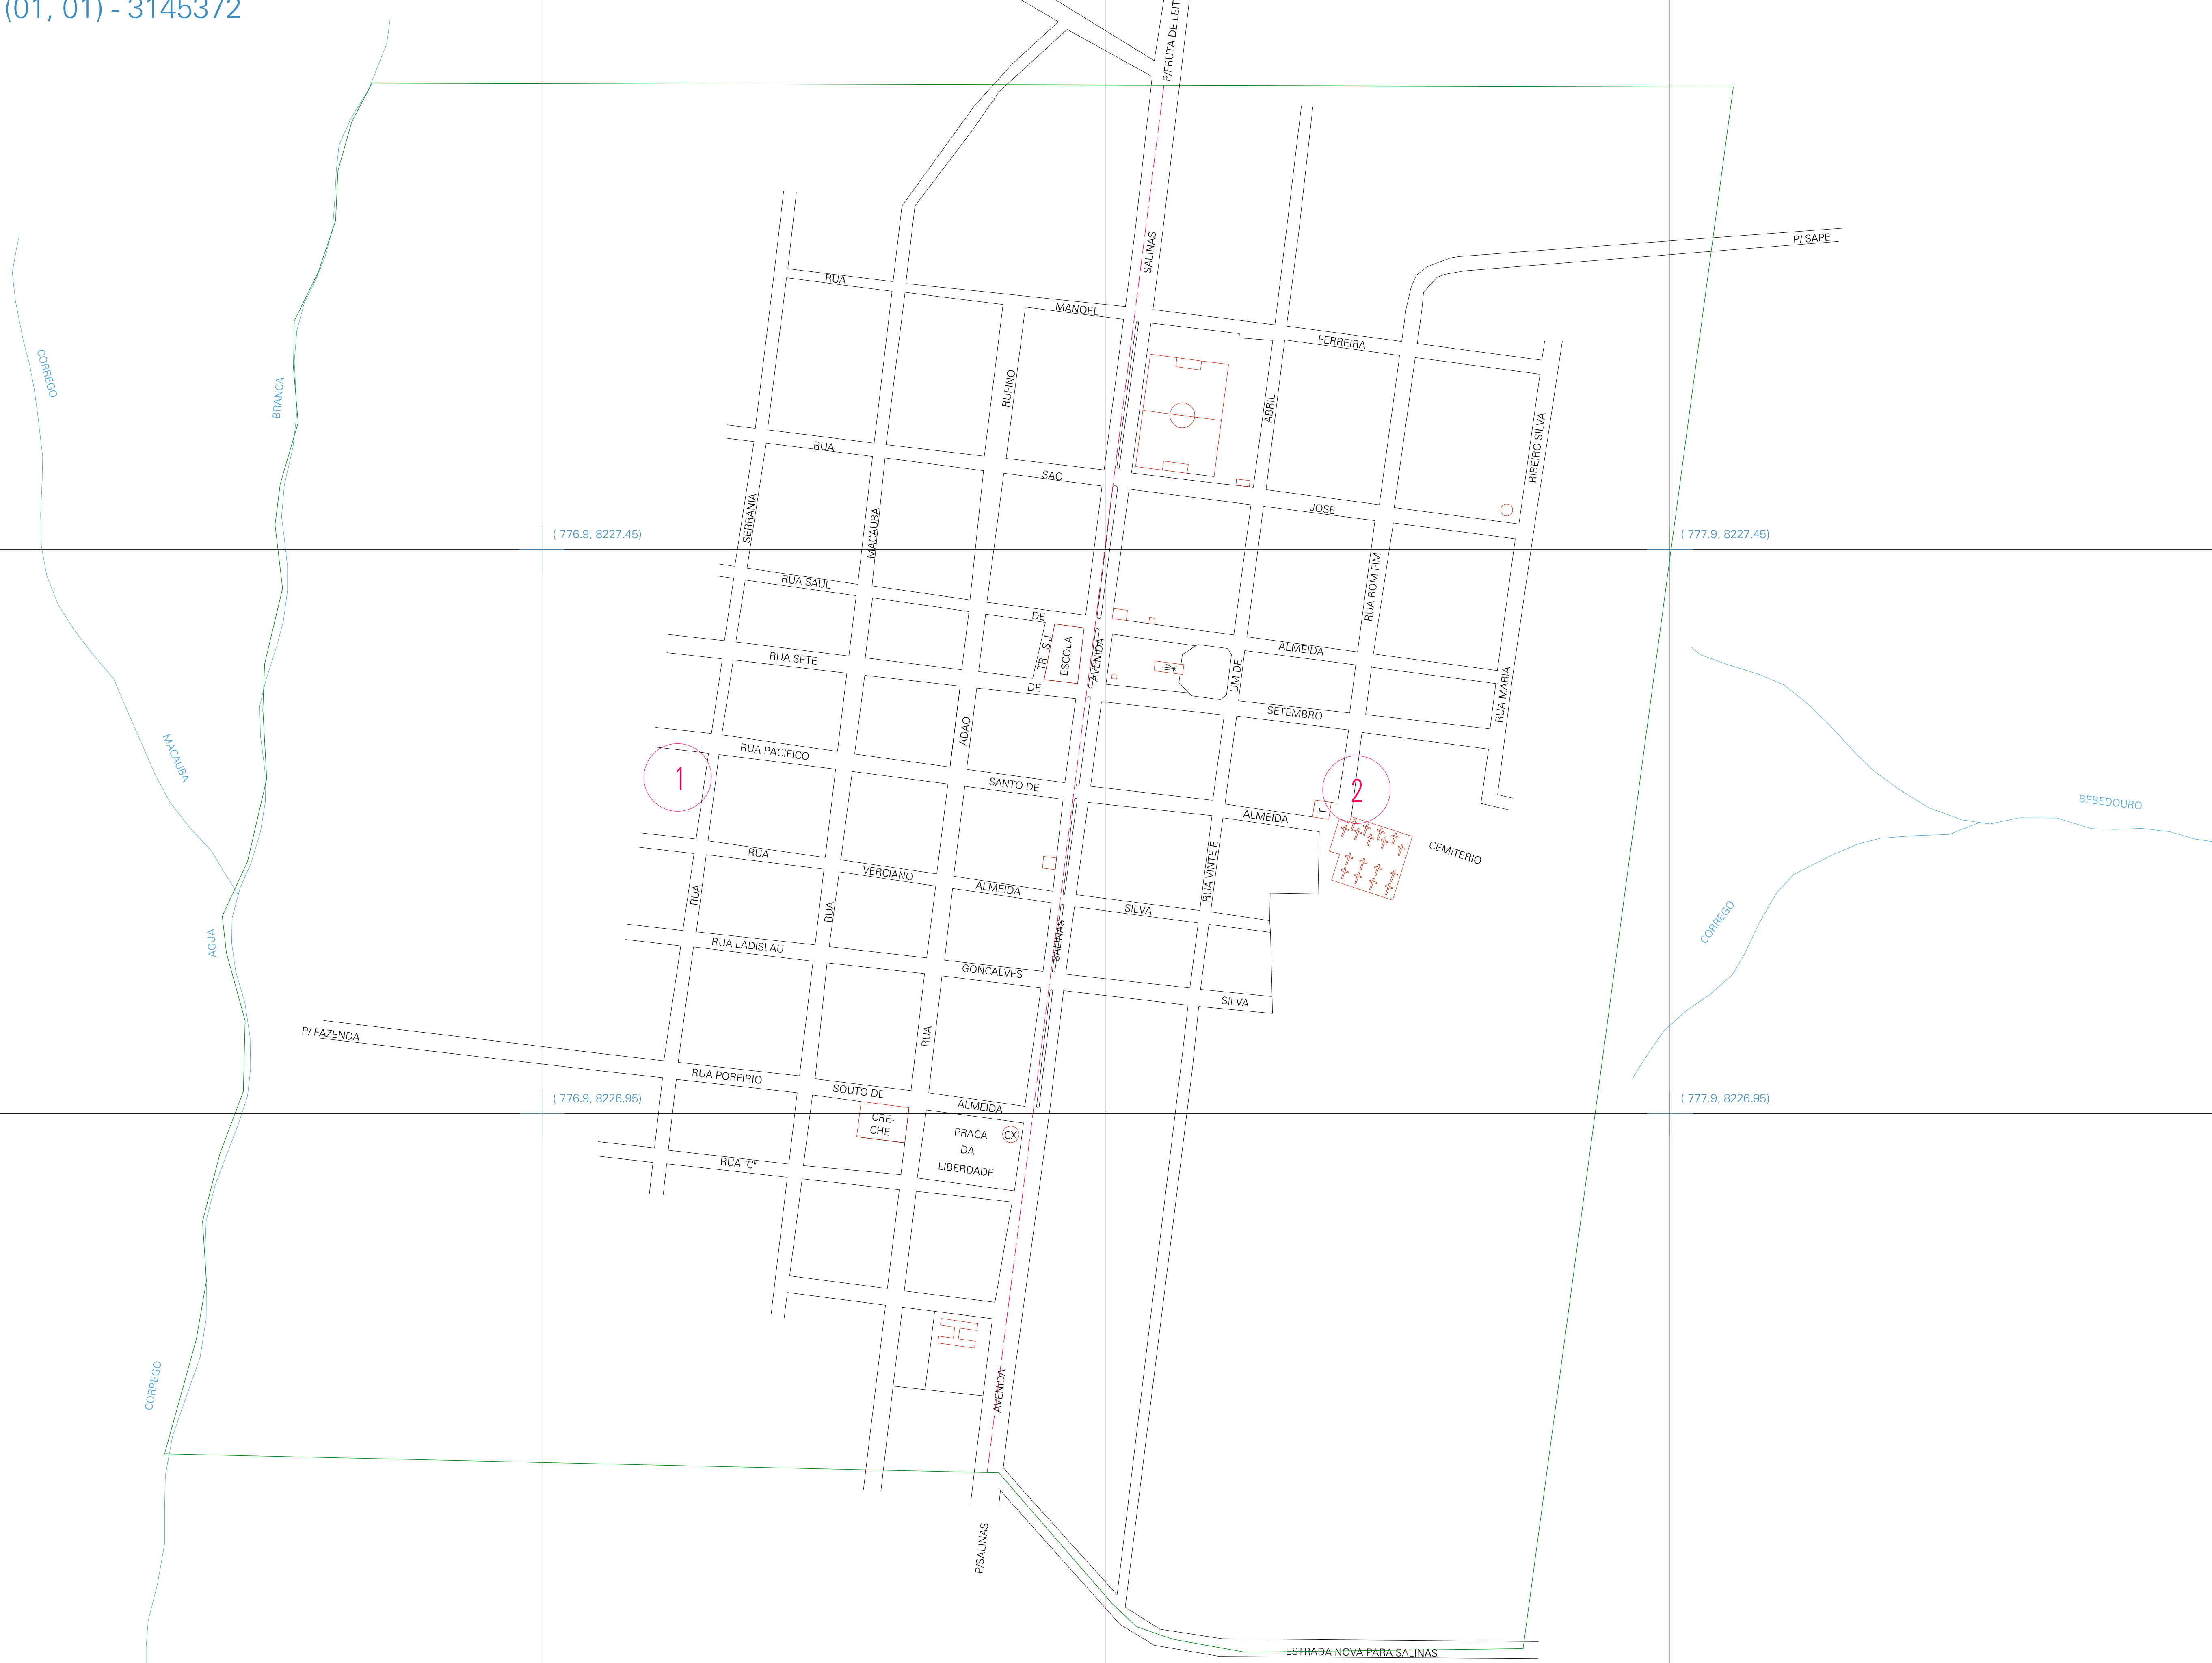 (01, 01) - 3145372
P/FRUTA DE LEIT
P/ SAPE
SALINAS
RUA
MANOEL
FERREIRA
CORREGO
BRANCA
RUFINO
ABRIL
RIBEIRO SILVA
RUA
SAO
JOSE
SERRANIA
MACAUBA
( 776.9, 8227.45)
( 777.9, 8227.45)
RUA BOM FIM
RUA SAUL
DE
ALMEIDA
TR S.J
ESCOLA
AVENIDA
RUA SETE
DE
UM DE
SETEMBRO
RUA MARIA
ADAO
MACAUBA
RUA PACIFICO
SANTO DE
ALMEIDA
1
2
T
BEBEDOURO
CEMITERIO
RUA
VERCIANO
ALMEIDA
SILVA
RUA VINTE E
RUA
RUA
CORREGO
AGUA
RUA LADISLAU
GONCALVES
SALINAS
SILVA
P/ FAZENDA
RUA
RUA PORFIRIO
SOUTO DE
ALMEIDA
( 776.9, 8226.95)
( 777.9, 8226.95)
CRE-
CHE
PRACA
DA
LIBERDADE
CX
RUA "C"
CORREGO
AVENIDA
P/SALINAS
ESTRADA NOVA PARA SALINAS